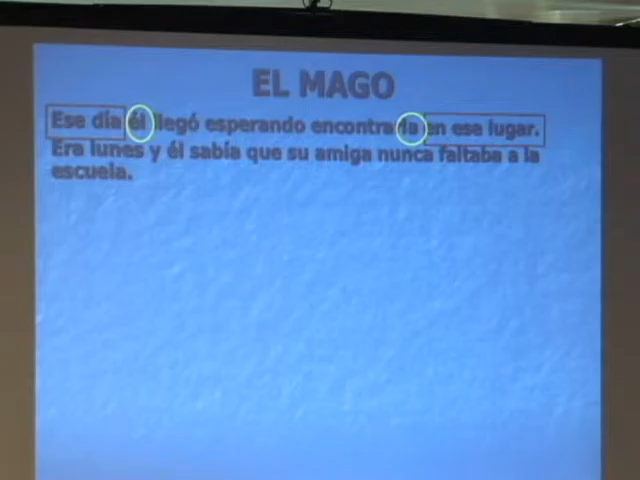 EL MAGO
Ese día él llegó esperando encontrarla en ese lugar.
Era lunes y él sabía que su amiga nunca faltaba a la
escuela.